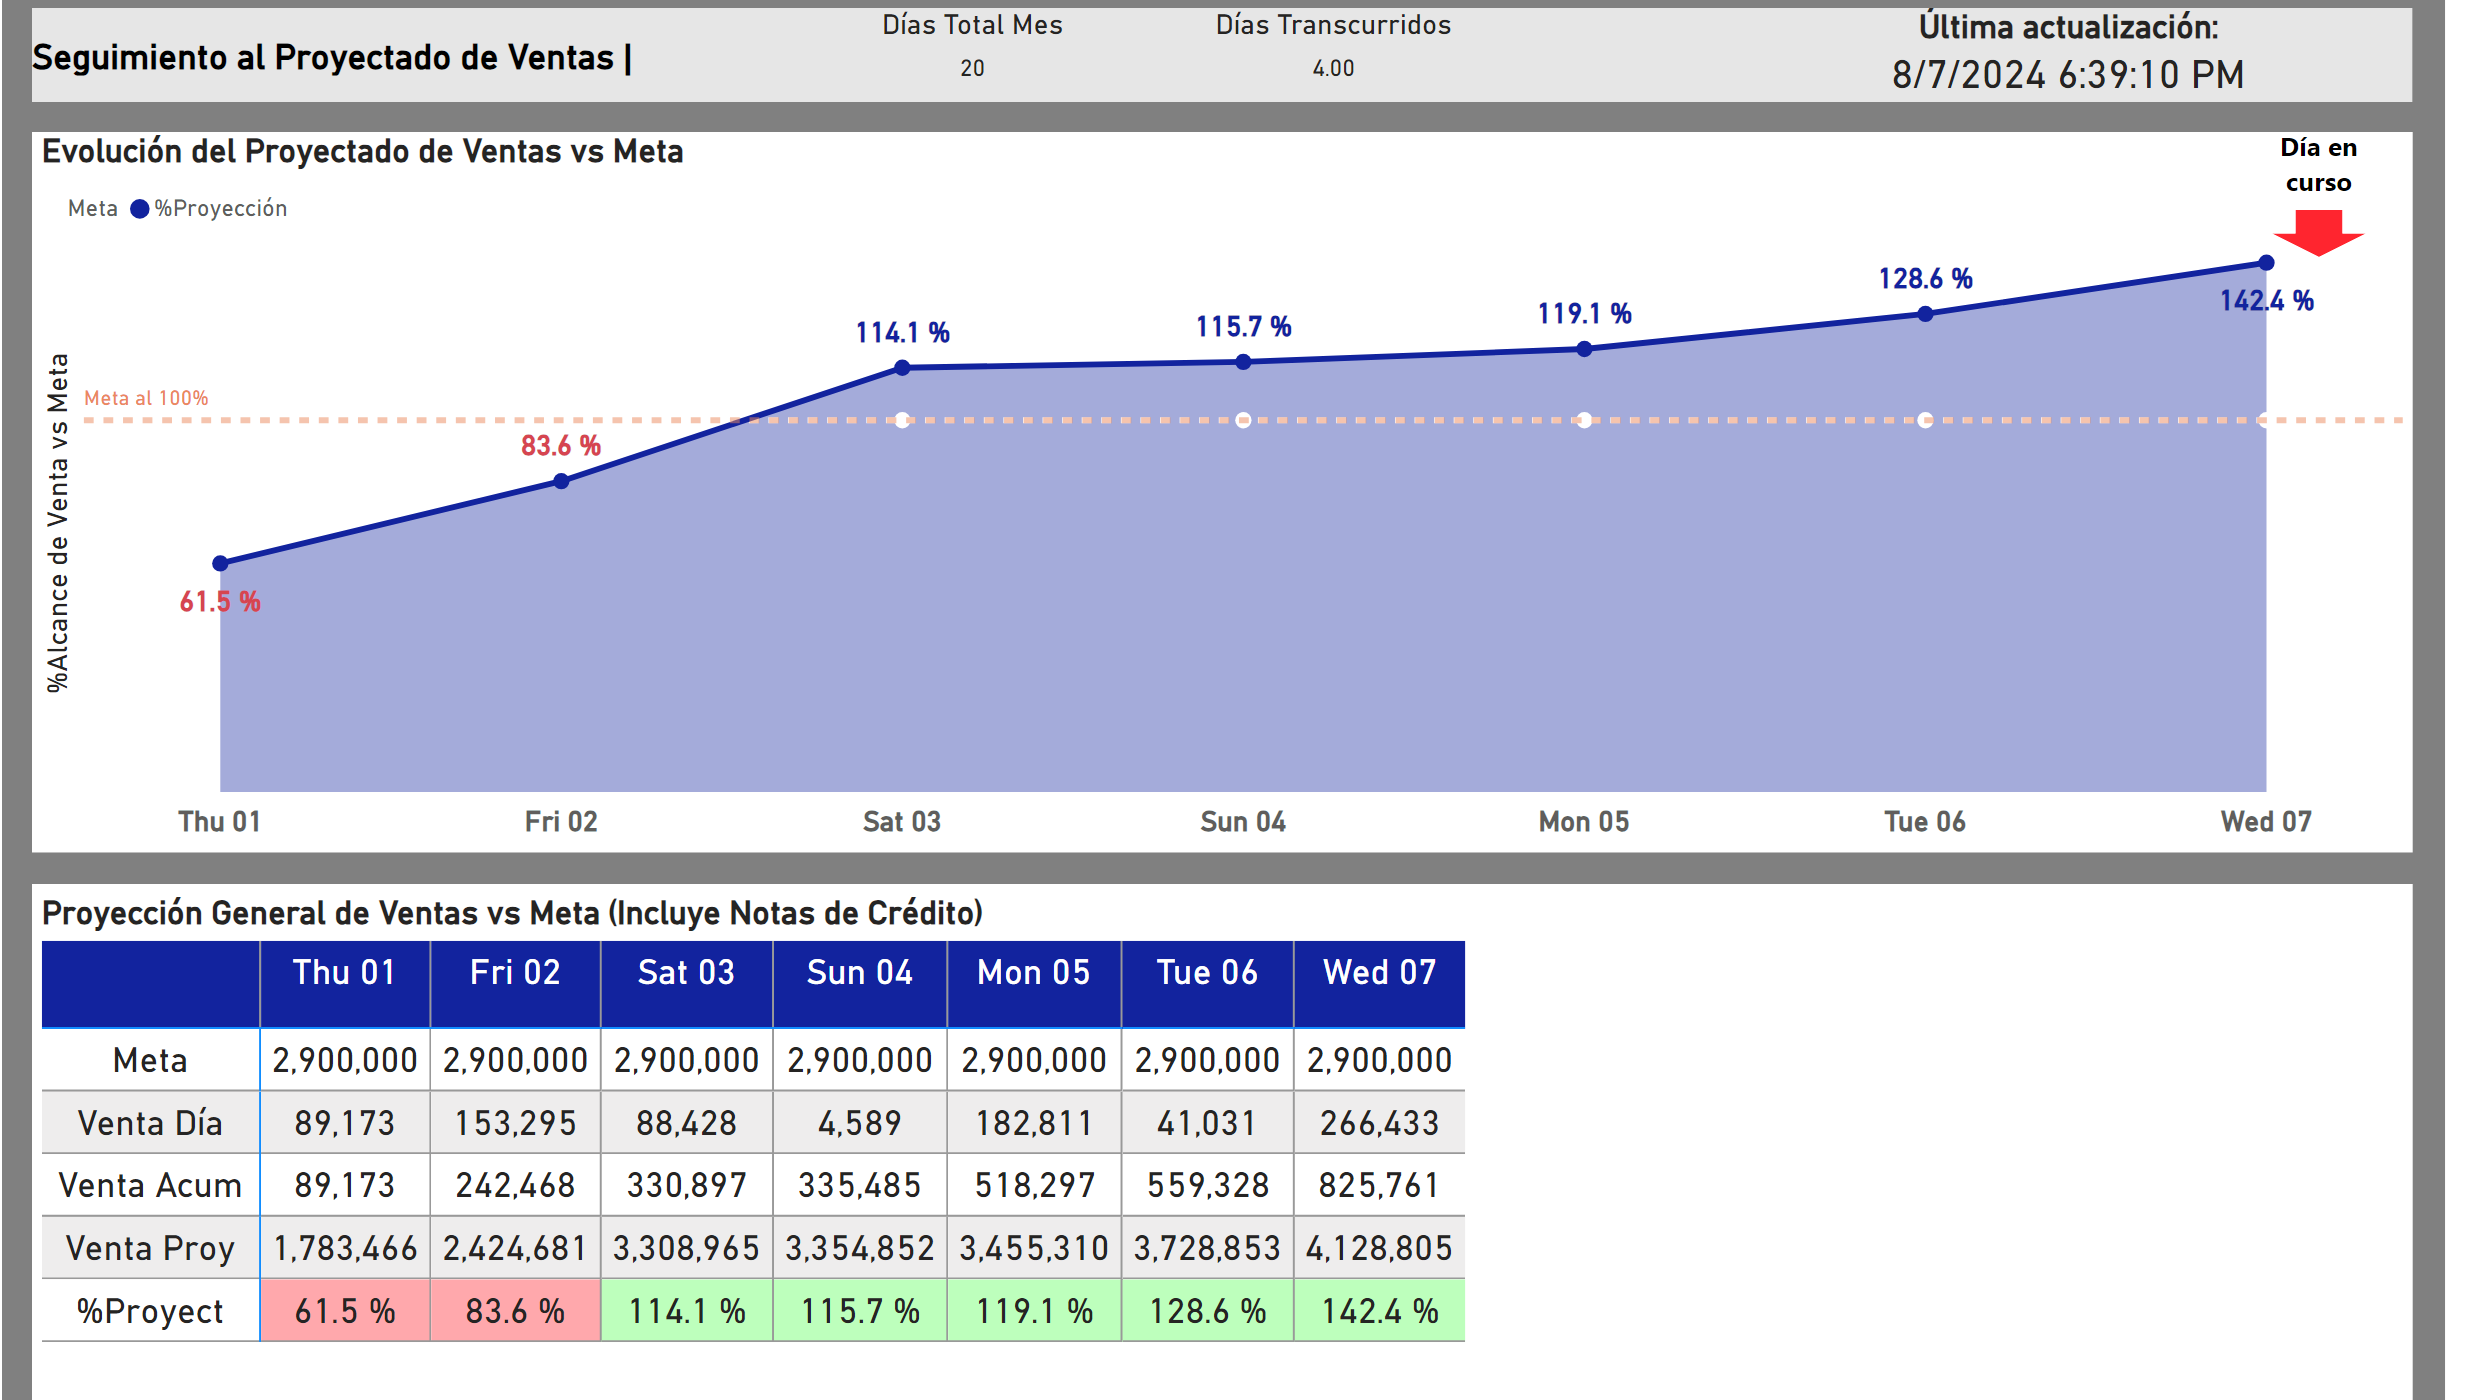 Seguimiento al Proyectado de Ventas |
Días Total Mes
20
Días Transcurridos
4.00
Última actualización:
8/7/2024 6:39:10 PM
Evolución del Proyectado de Ventas vs Meta
Meta %Proyección
Día en
curso
%Alcance de Venta vs Meta
Meta al 100%
61.5 %
83.6 %
114.1 %
115.7 %
119.1 %
128.6 %
142.4 %
Thu 01 Fri 02 Sat 03 Sun 04 Mon 05 Tue 06 Wed 07
Proyección General de Ventas vs Meta (Incluye Notas de Crédito)
Thu 01 Fri 02 Sat 03 Sun 04 Mon 05 Tue 06 Wed 07
Meta 2,900,000 2,900,000 2,900,000 2,900,000 2,900,000 2,900,000 2,900,000
Venta Día 89,173 153,295 88,428 4,589 182,811 41,031 266,433
Venta Acum 89,173 242,468 330,897 335,485 518,297 559,328 825,761
Venta Proy 1,783,466 2,424,681 3,308,965 3,354,852 3,455,310 3,728,853 4,128,805
%Proyect 61.5 % 83.6 % 114.1 % 115.7 % 119.1 % 128.6 % 142.4 %